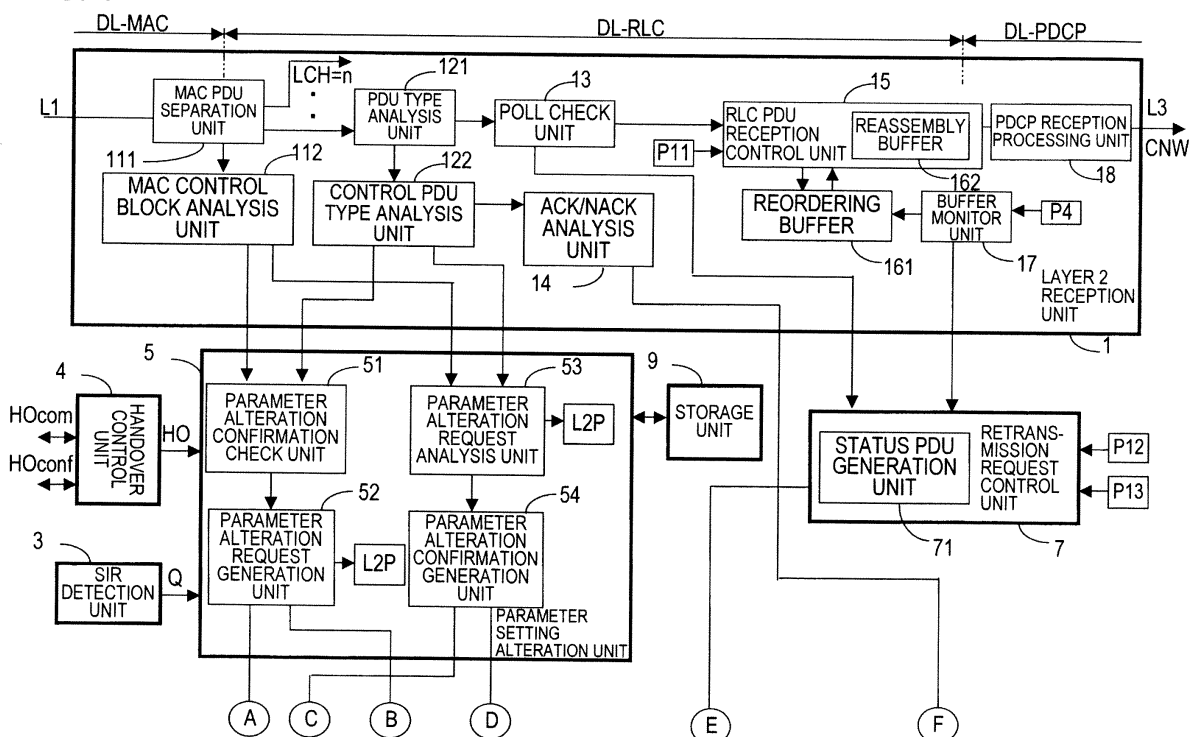 DL-MAC
DL-RLC
DL-PDCP
L1
MAC PDU
SEPARATION
UNIT
111
LCH=n
121
PDU TYPE
ANALYSIS
UNIT
13
POLL CHECK
UNIT
15
RLC PDU
RECEPTION
CONTROL UNIT
REASSEMBLY
BUFFER
162
P11
PDCP RECEPTION
PROCESSING UNIT
18
L3
CNW
112
MAC CONTROL
BLOCK ANALYSIS
UNIT
122
CONTROL PDU
TYPE ANALYSIS
UNIT
ACK/NACK
ANALYSIS
UNIT
14
REORDERING
BUFFER
161
BUFFER
MONITOR
UNIT
17
P4
LAYER 2
RECEPTION
UNIT
1
4
HOcom
HOconf
HANDOVER
CONTROL
UNIT
HO
5
51
PARAMETER
ALTERATION
CONFIRMATION
CHECK UNIT
53
PARAMETER
ALTERATION
REQUEST
ANALYSIS UNIT
L2P
9
STORAGE
UNIT
52
PARAMETER
ALTERATION
REQUEST
GENERATION
UNIT
L2P
54
PARAMETER
ALTERATION
CONFIRMATION
GENERATION
UNIT
PARAMETER
SETTING
ALTERATION UNIT
3
SIR
DETECTION
UNIT
Q
STATUS PDU
GENERATION
UNIT
71
RETRANS-
MISSION
REQUEST
CONTROL
UNIT
7
P12
P13
A
C
B
D
E
F